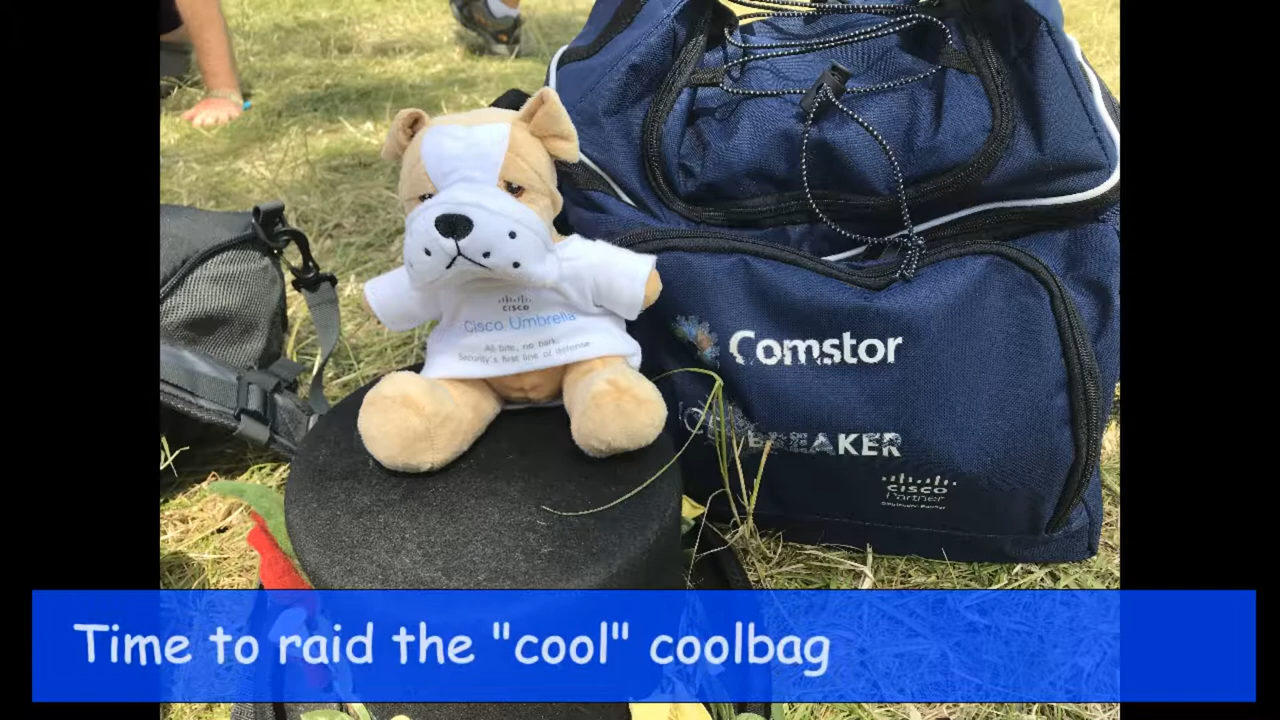 CISCO
Cisco Umbrella
All bite, no bark.
Security's first line of defense
Comstor
BREAKER
CISCO
Partner
Time to raid the "cool" coolbag